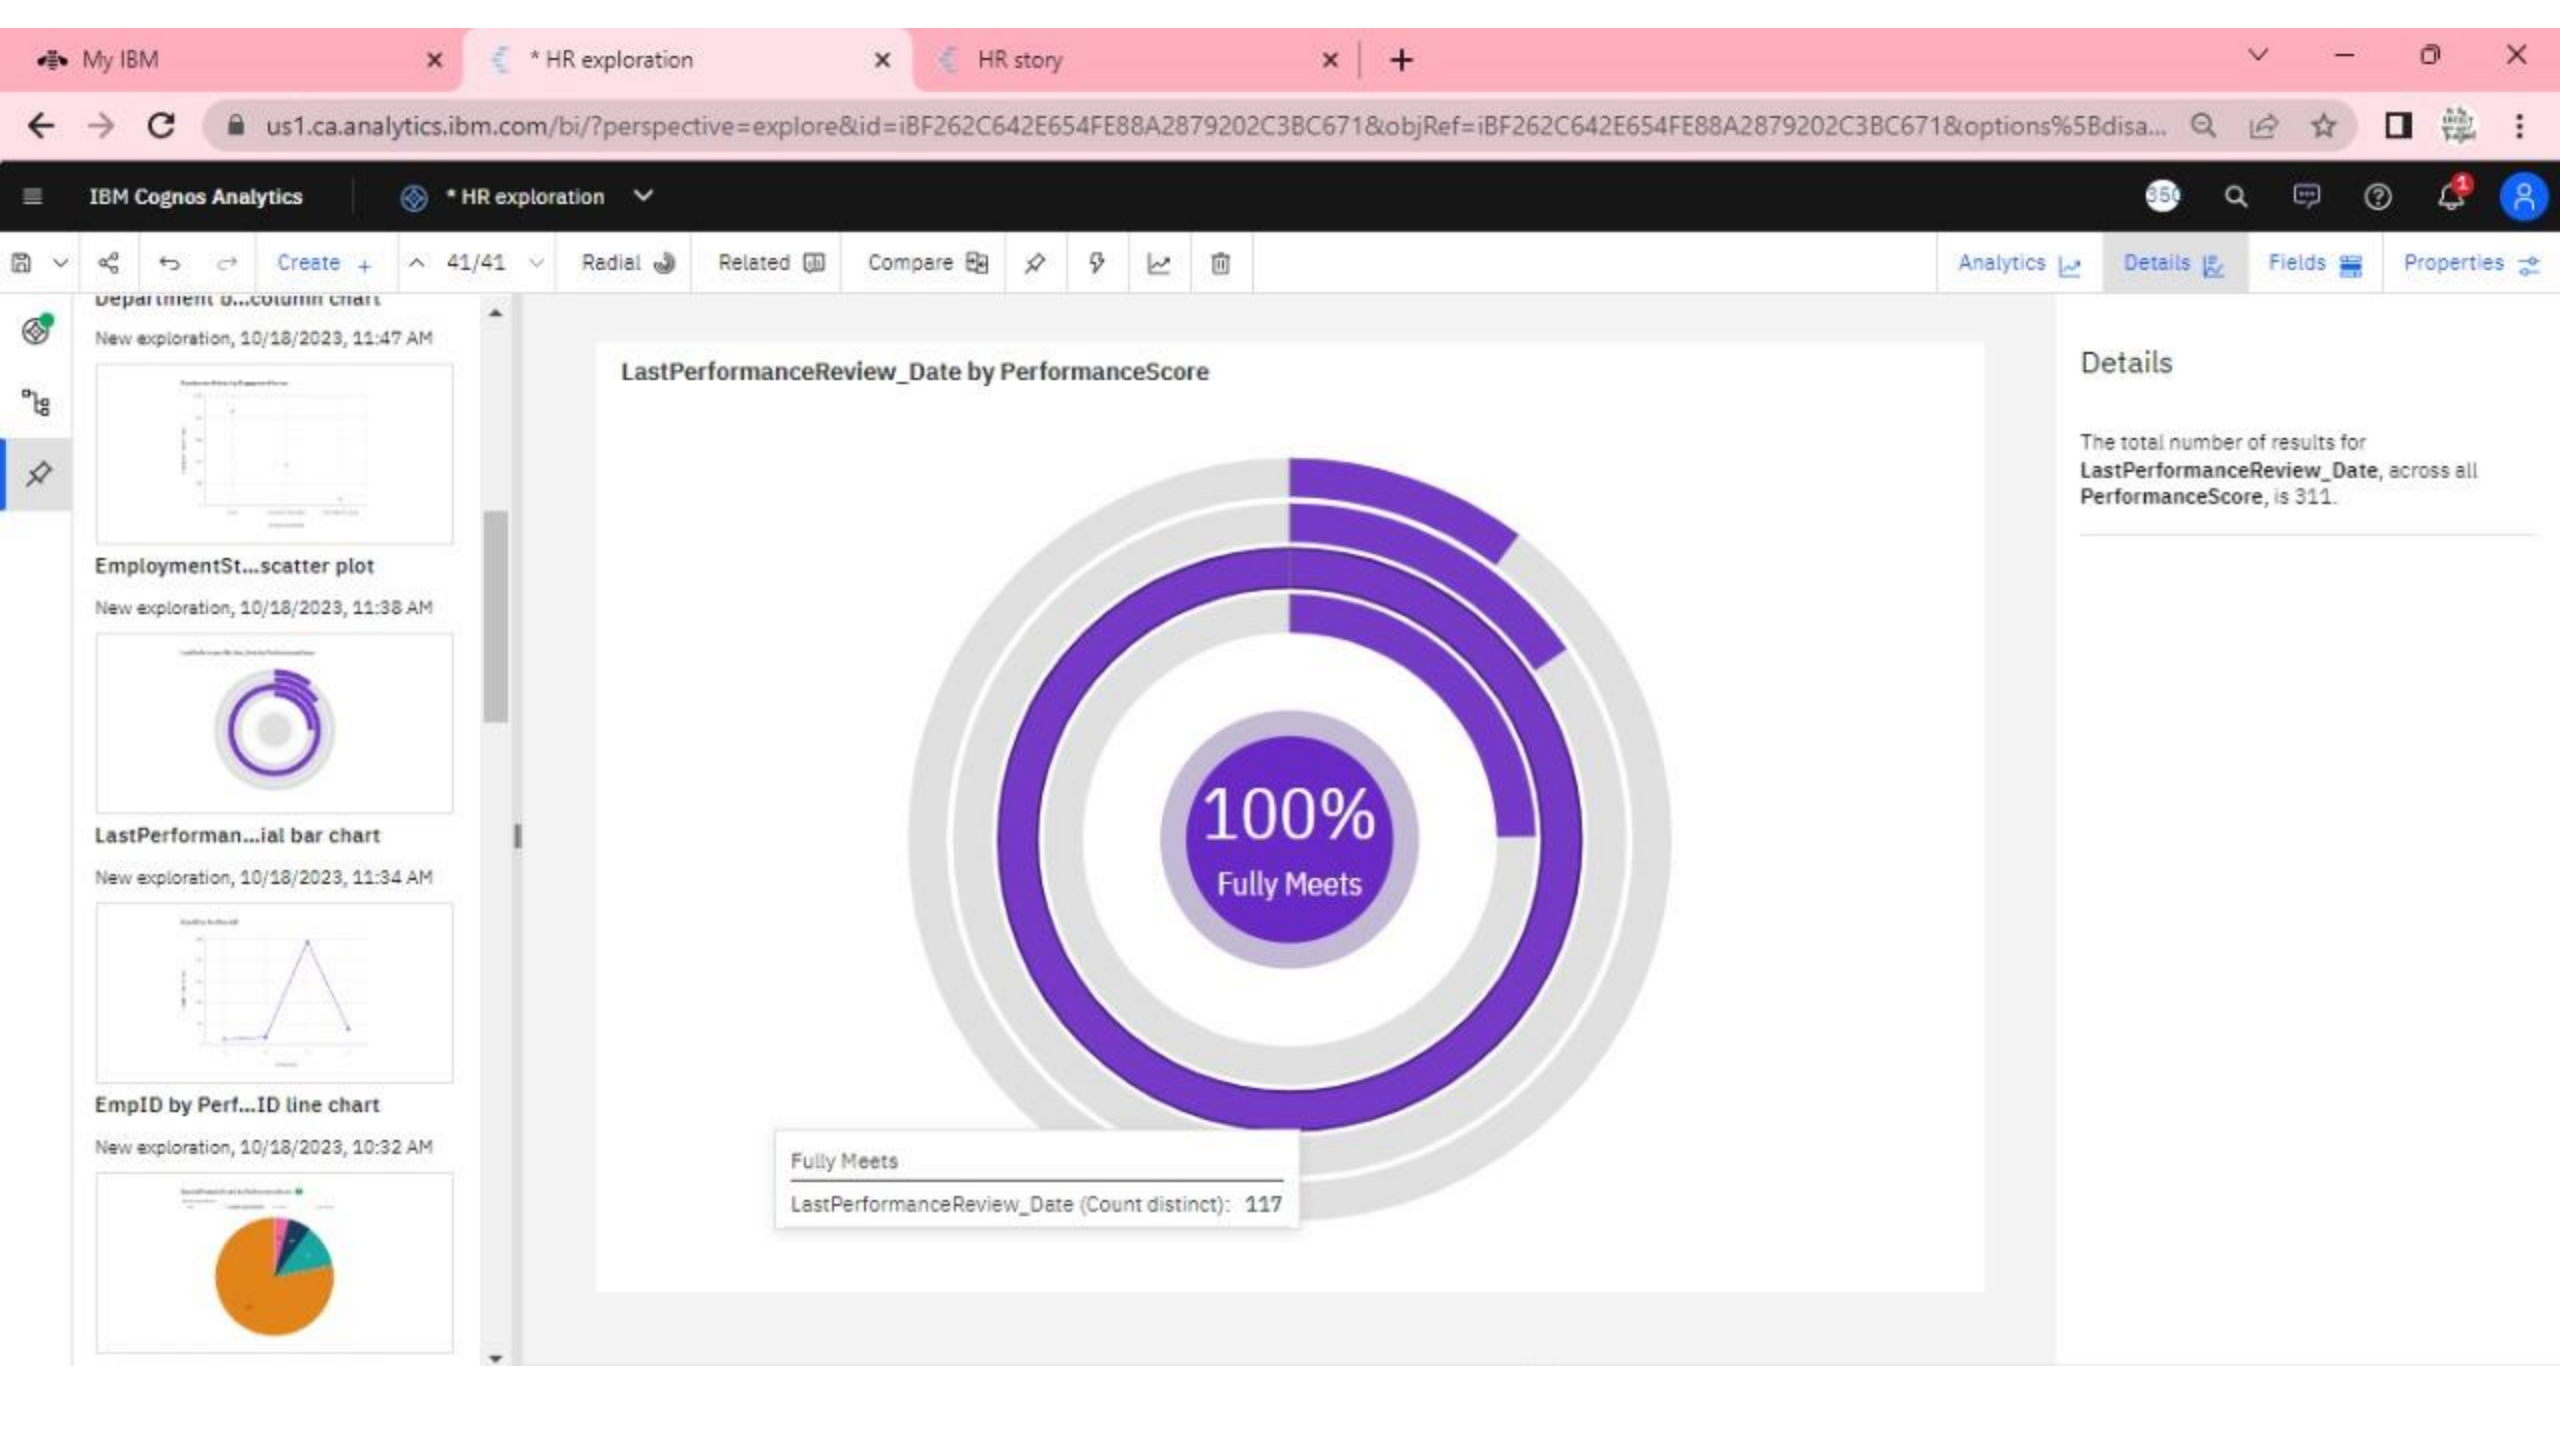 My IBM
* HR exploration
HR story
us1.ca.analytics.ibm.com/bi/?perspective=explore&id=iBF262C642E654FE88A2879202C3BC671&objRef=iBF262C642E654FE88A2879202C3BC671&options%5Bdisa...
IBM Cognos Analytics
* HR exploration
350
1
Create +
41/41
Radial
Related
Compare
Analytics
Details
Fields
Properties
Department b...column chart
New exploration, 10/18/2023, 11:47 AM
EmploymentSt...scatter plot
New exploration, 10/18/2023, 11:38 AM
LastPerforman...ial bar chart
New exploration, 10/18/2023, 11:34 AM
EmpID by Perf...ID line chart
New exploration, 10/18/2023, 10:32 AM
LastPerformanceReview_Date by PerformanceScore
100%
Fully Meets
Fully Meets
LastPerformanceReview_Date (Count distinct): 117
Details
The total number of results for
LastPerformanceReview_Date, across all
PerformanceScore, is 311.